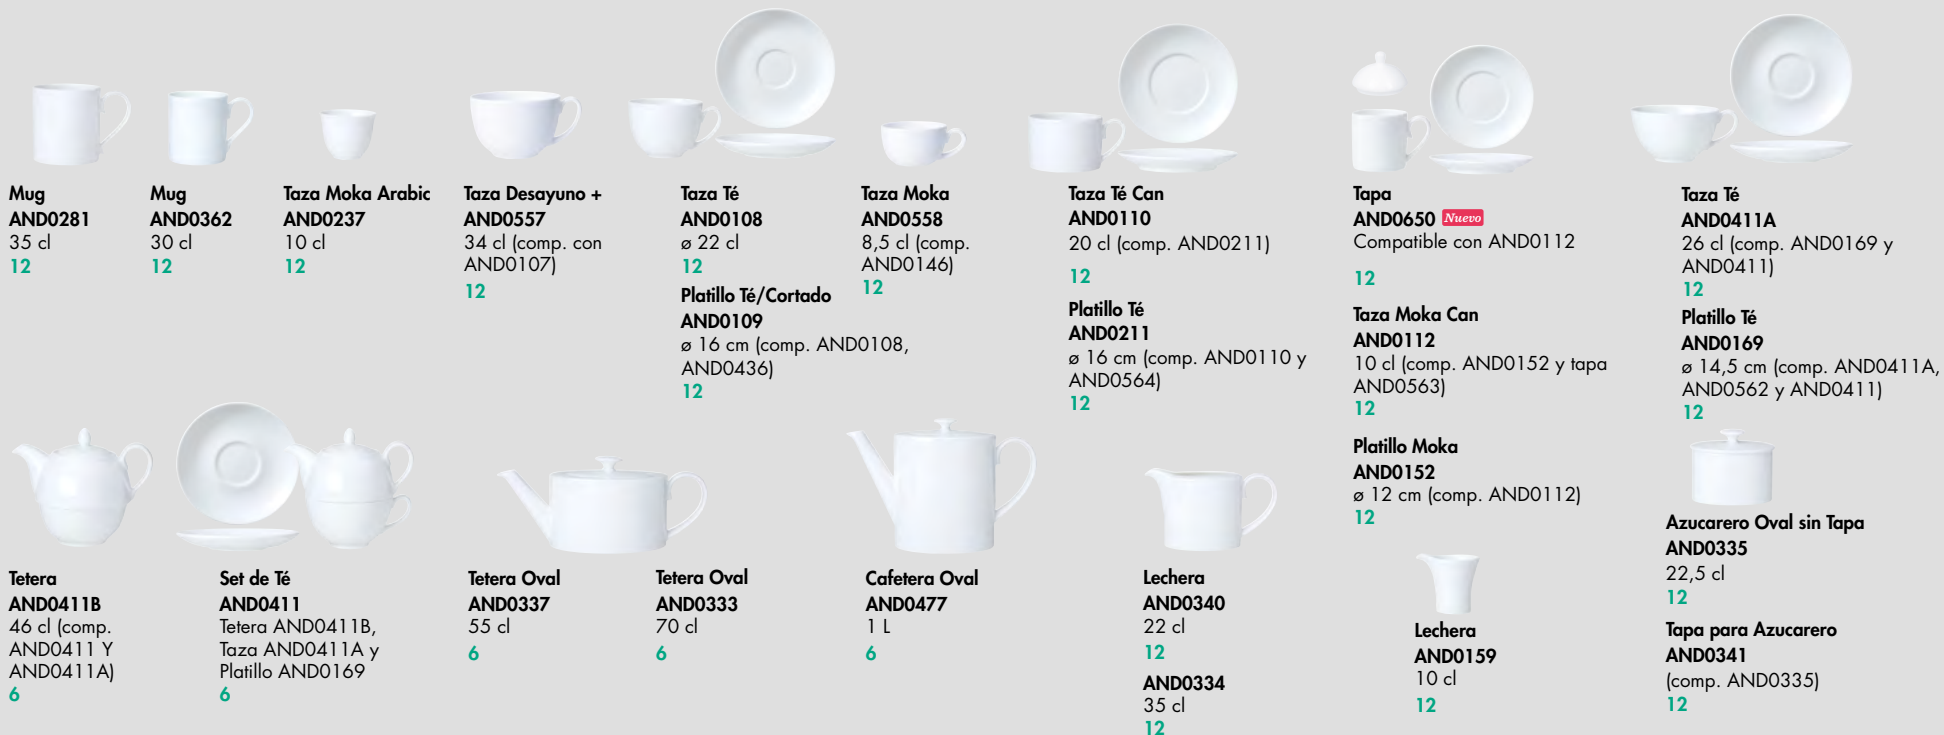 Mug
AND0281
35 cl
12
Mug
AND0362
30 cl
12
Taza Moka Arabic
AND0237
10 cl
12
Taza Desayuno +
AND0557
34 cl (comp. con
AND0107)
12
Taza Té
AND0108
ø 22 cl
12
Platillo Té/Cortado
AND0109
ø 16 cm (comp. AND0108,
AND0436)
12
Taza Moka
AND0558
8,5 cl (comp.
AND0146)
12
Taza Té Can
AND0110
20 cl (comp. AND0211)
12
Platillo Té
AND0211
ø 16 cm (comp. AND0110 y
AND0564)
12
Tapa
AND0650 Nuevo
Compatible con AND0112
12
Taza Moka Can
AND0112
10 cl (comp. AND0152 y tapa
AND0563)
12
Platillo Moka
AND0152
ø 12 cm (comp. AND0112)
12
Taza Té
AND0411A
26 cl (comp. AND0169 y
AND0411)
12
Platillo Té
AND0169
ø 14,5 cm (comp. AND0411A,
AND0562 y AND0411)
12
Tetera
AND0411B
46 cl (comp.
AND0411 Y
AND0411A)
6
Set de Té
AND0411
Tetera AND0411B,
Taza AND0411A y
Platillo AND0169
6
Tetera Oval
AND0337
55 cl
6
Tetera Oval
AND0333
70 cl
6
Cafetera Oval
AND0477
1 L
6
Lechera
AND0340
22 cl
12
AND0334
35 cl
12
Lechera
AND0159
10 cl
12
Azucarero Oval sin Tapa
AND0335
22,5 cl
12
Tapa para Azucarero
AND0341
(comp. AND0335)
12